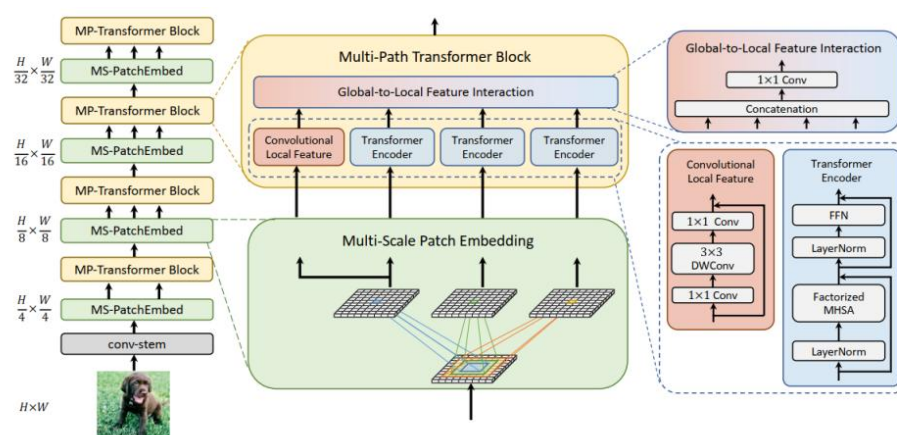 MP-Transformer Block
H/32 × W/32
MS-PatchEmbed
MP-Transformer Block
H/16 × W/16
MS-PatchEmbed
MP-Transformer Block
H/8 × W/8
MS-PatchEmbed
MP-Transformer Block
H/4 × W/4
MS-PatchEmbed
conv-stem
H×W
Multi-Path Transformer Block
Global-to-Local Feature Interaction
Convolutional
Local Feature
Transformer
Encoder
Transformer
Encoder
Transformer
Encoder
Multi-Scale Patch Embedding
Global-to-Local Feature Interaction
1×1 Conv
Concatenation
Convolutional
Local Feature
1×1 Conv
3×3
DWConv
1×1 Conv
Transformer
Encoder
FFN
LayerNorm
Factorized
MHSA
LayerNorm